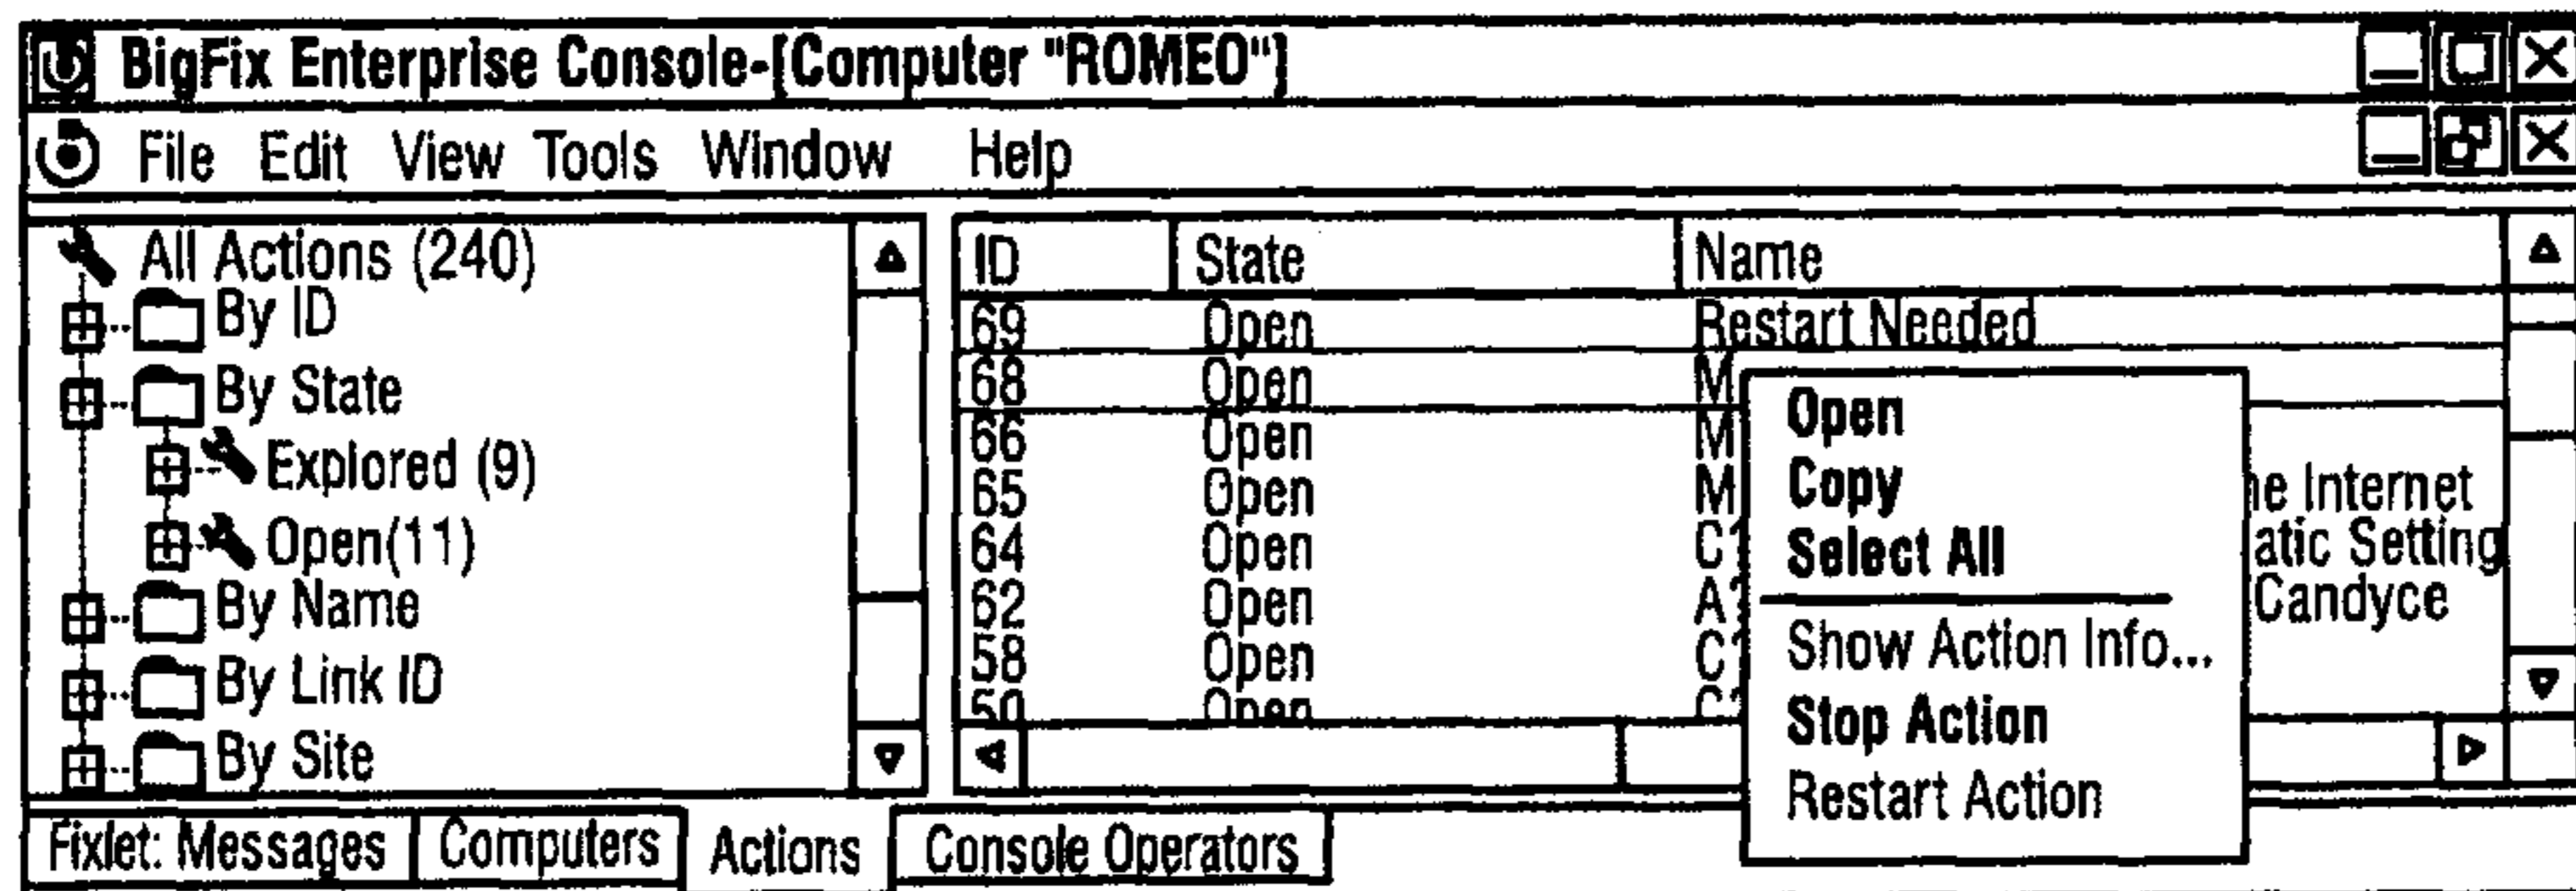 BigFix Enterprise Console-[Computer "ROMEO"]
File Edit View Tools Window Help
All Actions (240)
By ID
By State
Explored (9)
Open(11)
By Name
By Link ID
By Site
ID State Name
69 Open Restart Needed
68 Open M
66 Open M
65 Open M
Internet
64 Open
Setting
62 Open
Candyce
58 Open
Open
Open
Copy
Select All
Show Action Info...
Stop Action
Restart Action
Fixlet: Messages Computers Actions Console Operators